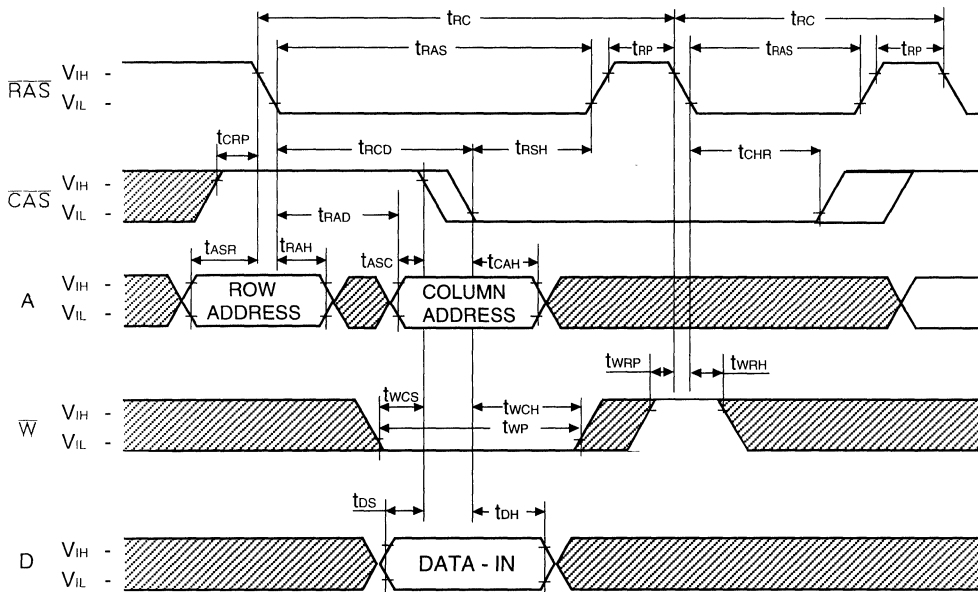 tRC tRC
tRAS tRP tRAS tRP
RAS VIH -
VIL -
tCRP tRCD tRSH tCHR
CAS VIH -
VIL -
tRAD
tASR tRAH tASC tCAH
A VIH -
VIL -
ROW ADDRESS
COLUMN ADDRESS
tWRP tWRH
tWCS tWCH
W VIH -
VIL -
tWP
tDS tDH
D VIH -
VIL -
DATA - IN